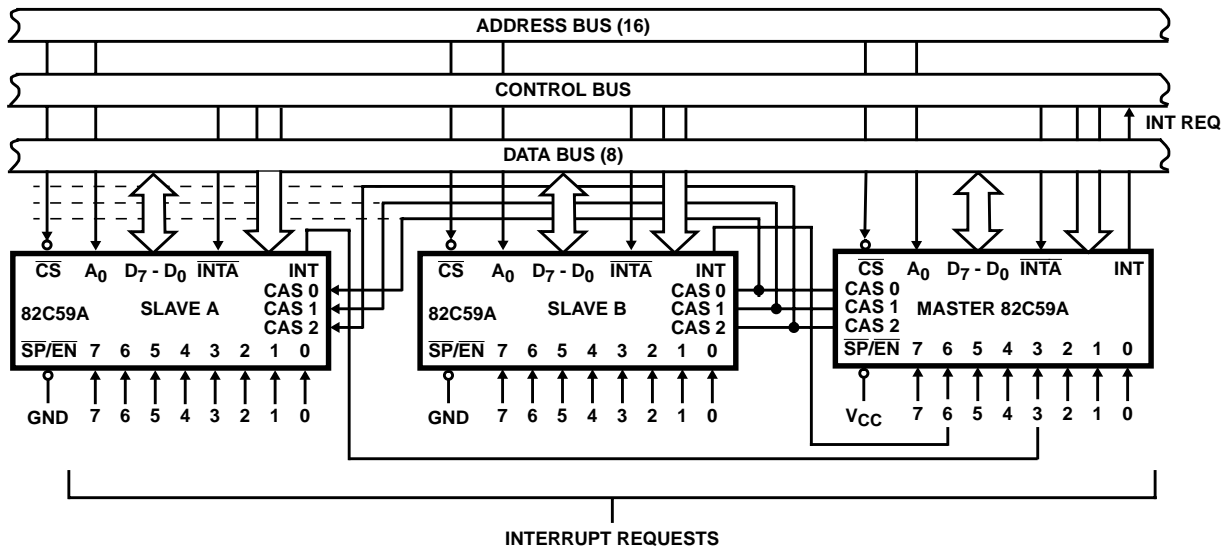 ADDRESS BUS (16)
CONTROL BUS
INT REQ
DATA BUS (8)
CS A0 D7 - D0 INTA INT
CAS 0
82C59A SLAVE A CAS 1
CAS 2
SP/EN 7 6 5 4 3 2 1 0
GND 7 6 5 4 3 2 1 0
CS A0 D7 - D0 INTA INT
CAS 0
82C59A SLAVE B CAS 1
CAS 2
SP/EN 7 6 5 4 3 2 1 0
GND 7 6 5 4 3 2 1 0
CS A0 D7 - D0 INTA INT
CAS 0
CAS 1 MASTER 82C59A
CAS 2
SP/EN 7 6 5 4 3 2 1 0
VCC 7 6 5 4 3 2 1 0
INTERRUPT REQUESTS